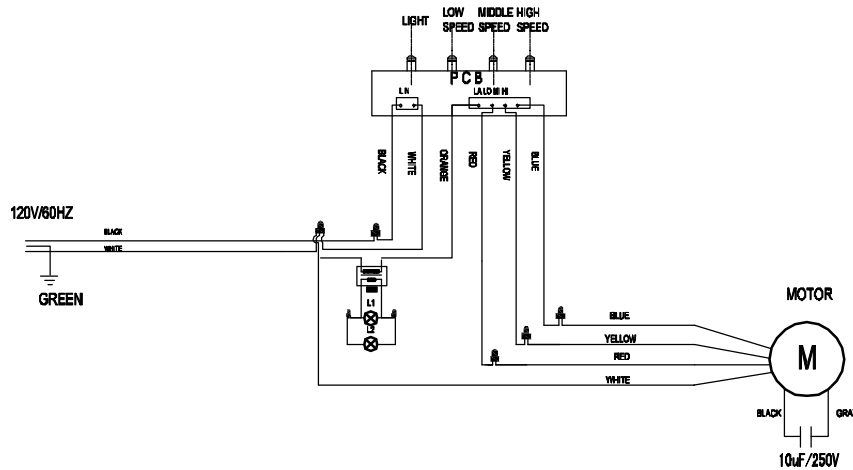 LIGHT
LOW SPEED
MIDDLE SPEED
HIGH SPEED
PCB
L N
LA LO MI HI
BLACK
WHITE
ORANGE
RED
YELLOW
BLUE
120V/60HZ
BLACK
WHITE
GREEN
L1
L2
BLUE
YELLOW
RED
WHITE
MOTOR
M
BLACK
GRA
10uF/250V